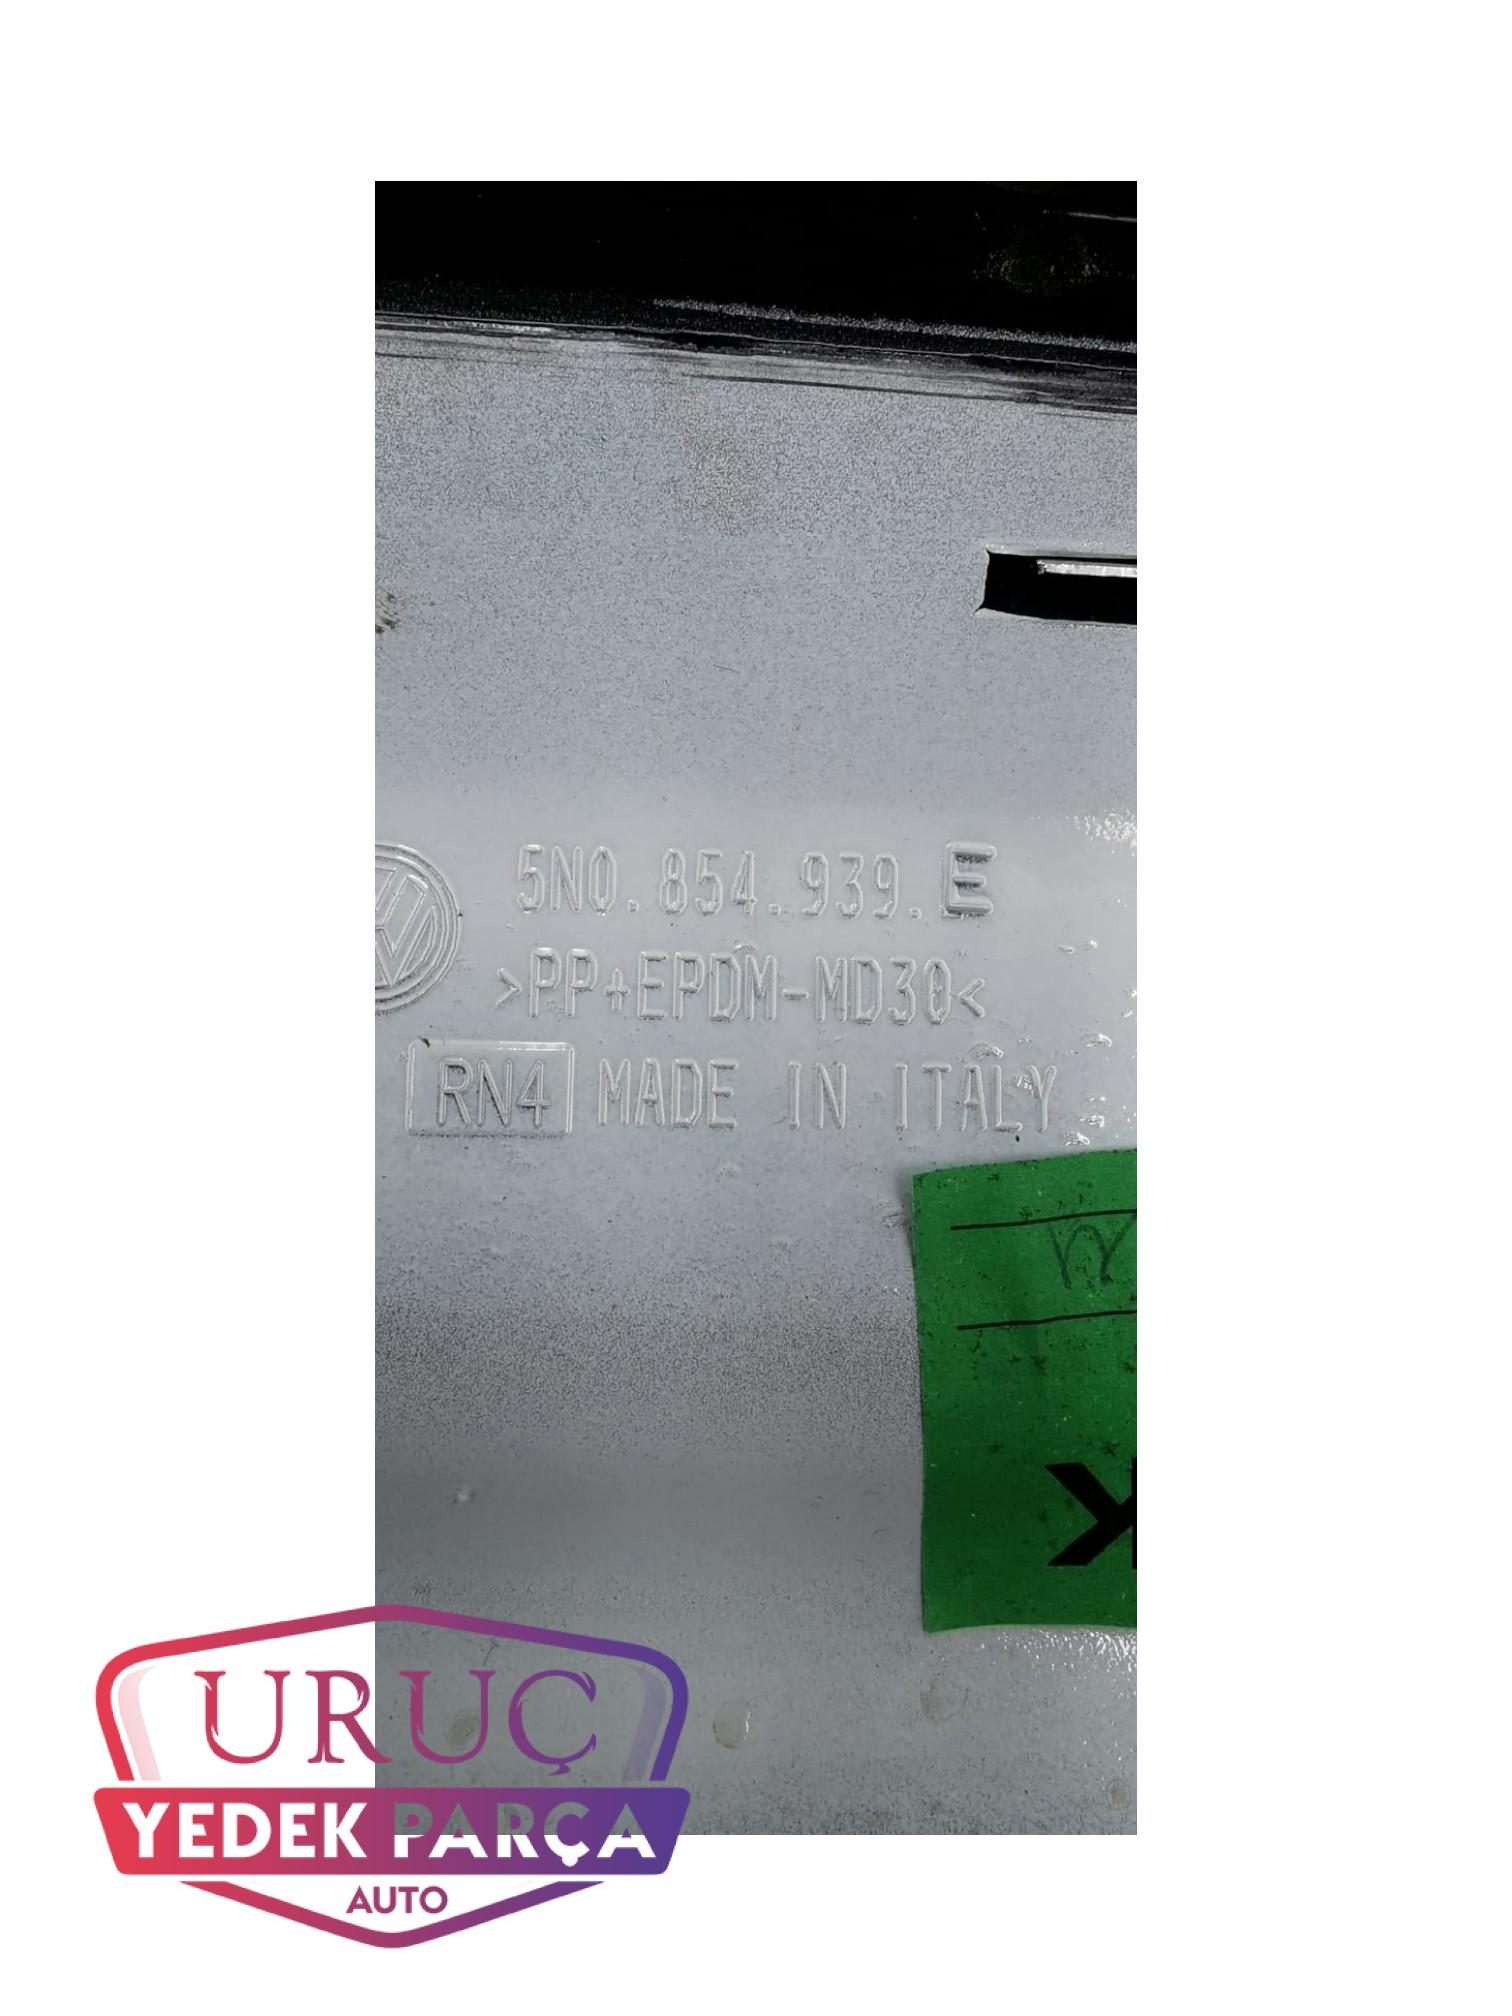 5N0.854.939.E
>PP+EPDM-MD30<
RN4 MADE IN ITALY
K
URUÇ
YEDEK PARÇA
AUTO